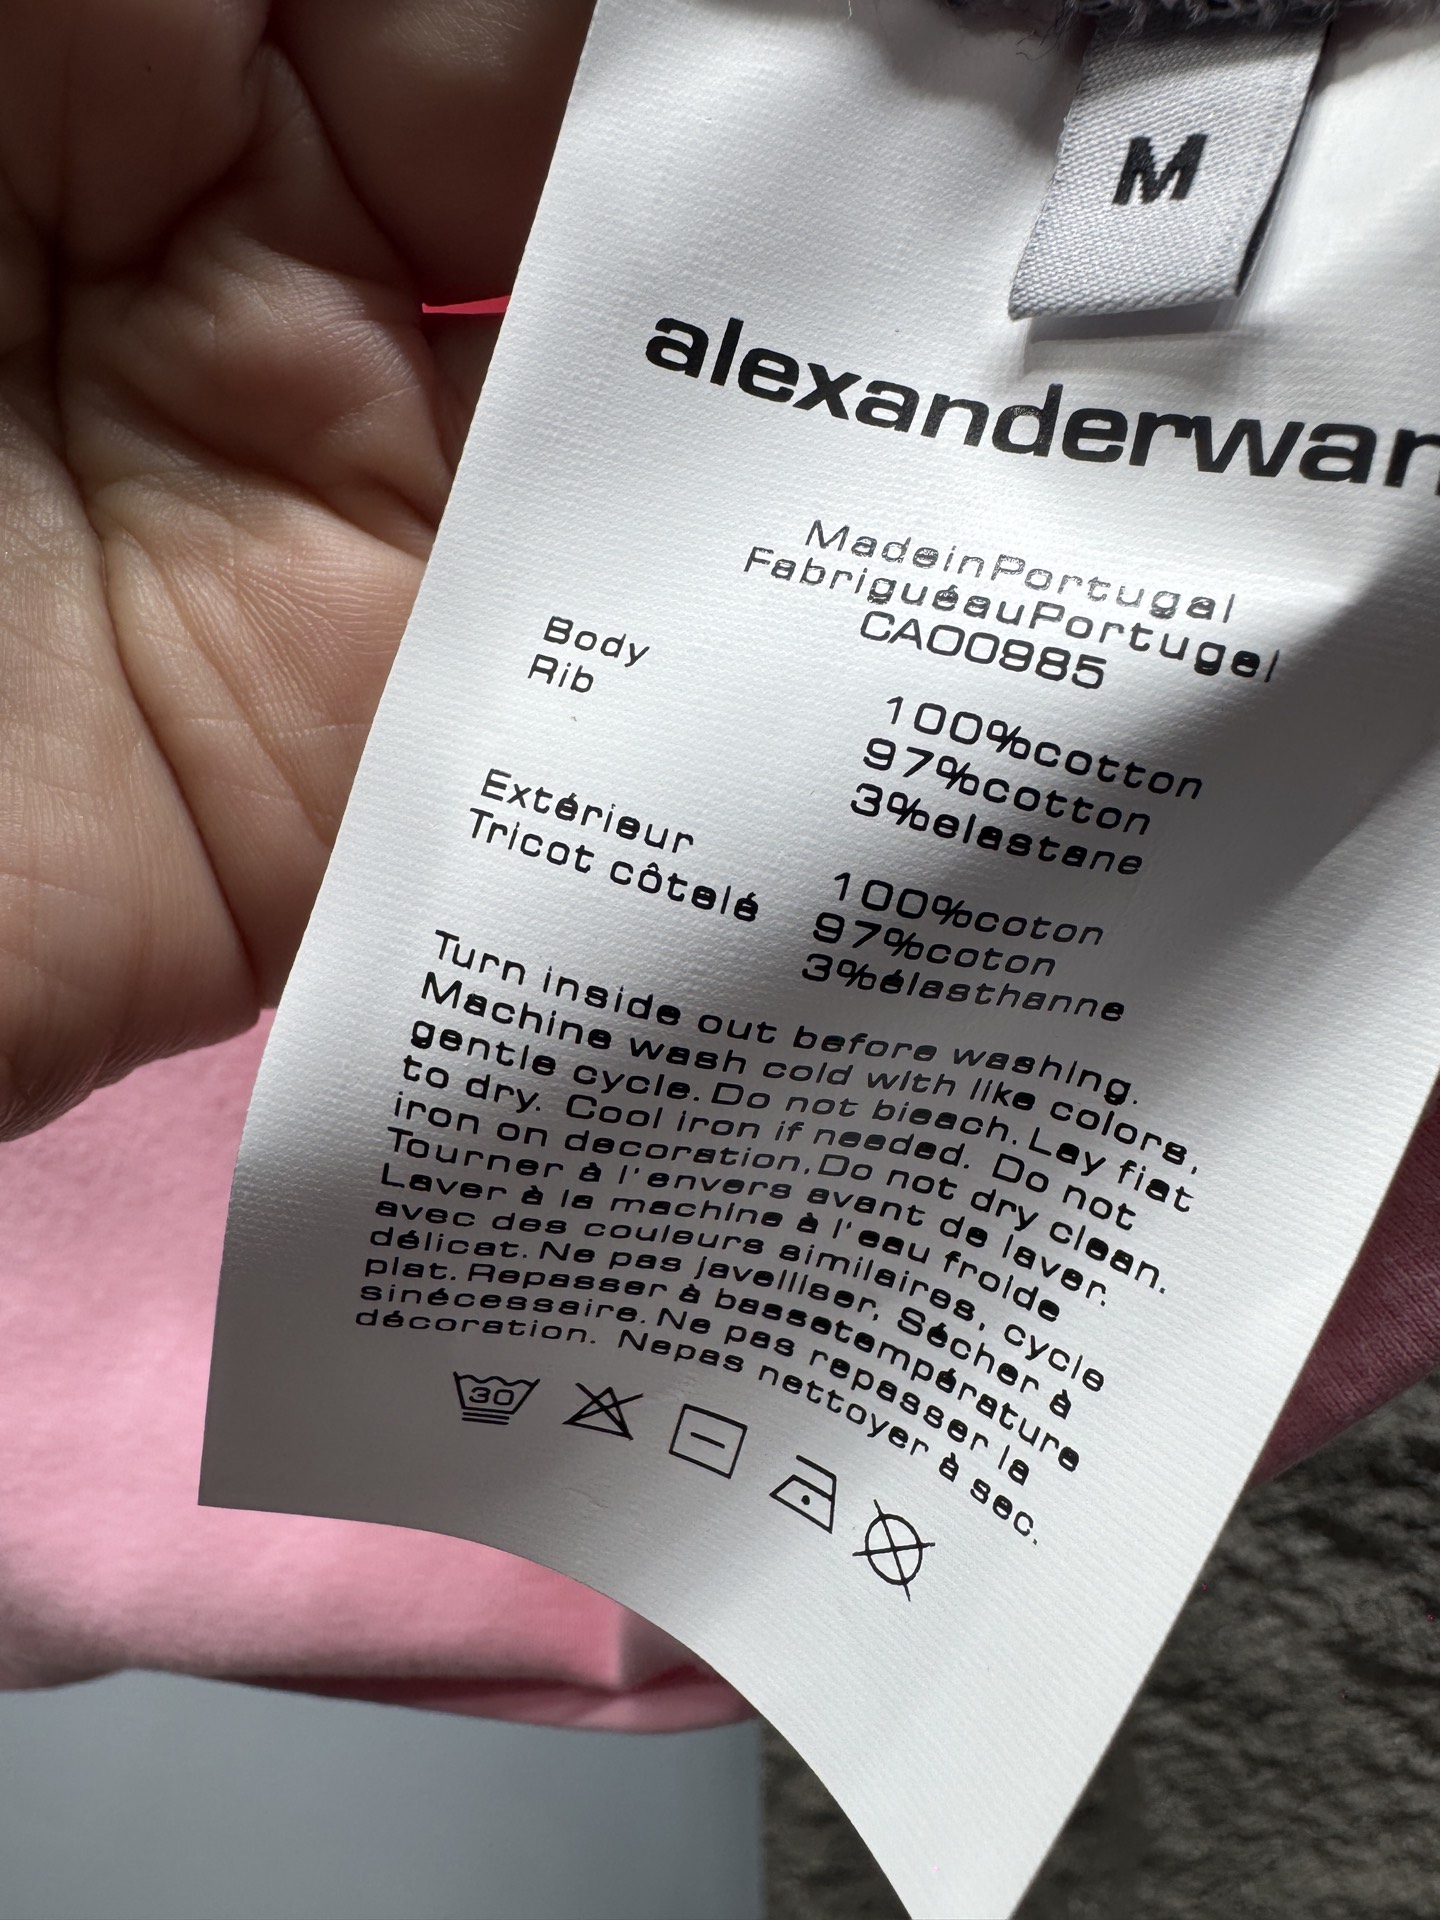 M
alexanderwan
MadeinPortugal
FabriguéauPortugel
CA00985
Body 100%cotton
Rib 97%cotton
3%elastane
Extérieur 100%coton
Tricot côtelé 97%coton
3%élasthanne
Turn inside out before washing.
Machine wash cold with like colors,
gentle cycle. Do not bleach. Lay flat
to dry. Cool iron if needed. Do not
iron on decoration. Do not dry clean.
Tourner à l'envers avant de laver.
Laver à la machine à l'eau froide
avec des couleurs similaires, cycle
délicat. Ne pas javelliser, Sécher à
plat. Repasser à bassetempérature
sinécessaire. Ne pas repasser la
décoration. Nepas nettoyer à sec.
30